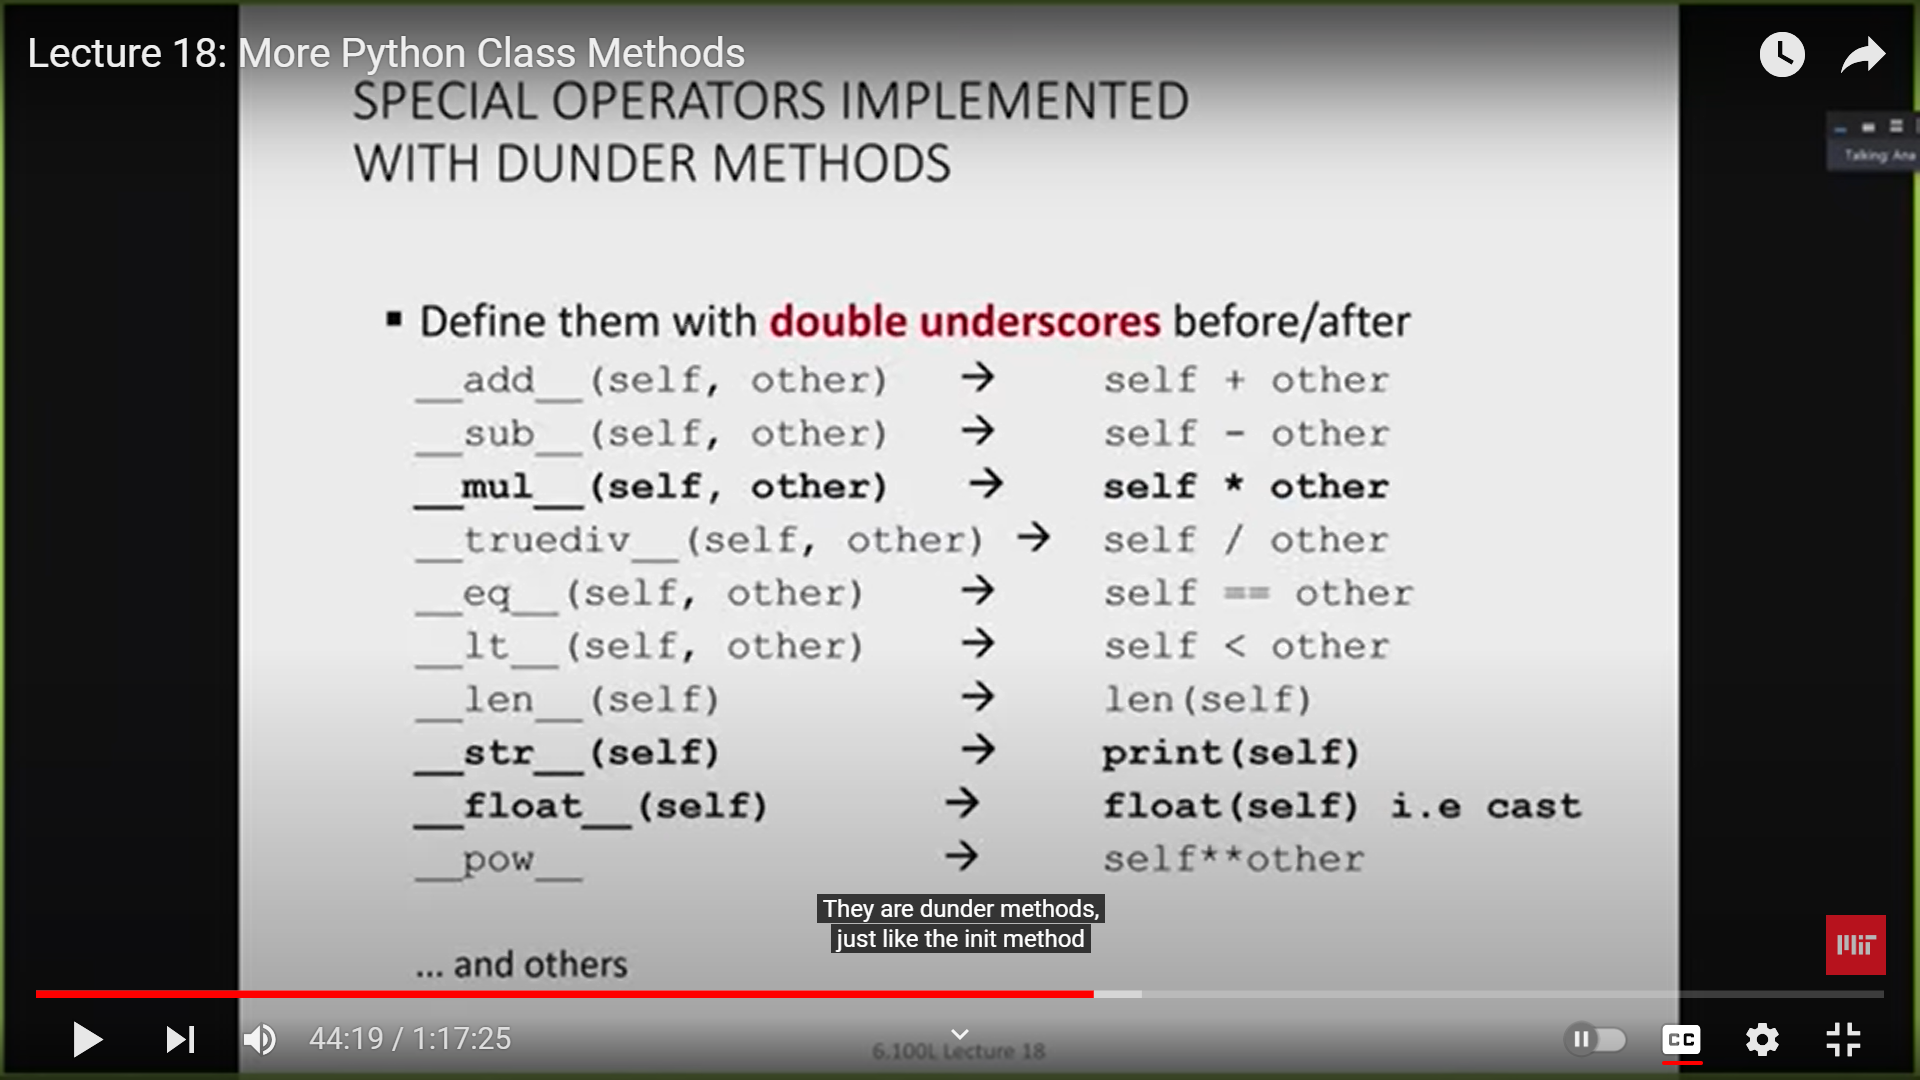 Lecture 18: More Python Class Methods
SPECIAL OPERATORS IMPLEMENTED
WITH DUNDER METHODS
Talking: Ana
▪ Define them with double underscores before/after
__add__(self, other) → self + other
__sub__(self, other) → self - other
__mul__(self, other) → self * other
__truediv__(self, other) → self / other
__eq__(self, other) → self == other
__lt__(self, other) → self < other
__len__(self) → len(self)
__str__(self) → print(self)
__float__(self) → float(self) i.e cast
__pow__ → self**other
They are dunder methods,
just like the init method
... and others
MIT
44:19 / 1:17:25
CC
6.100L Lecture 18